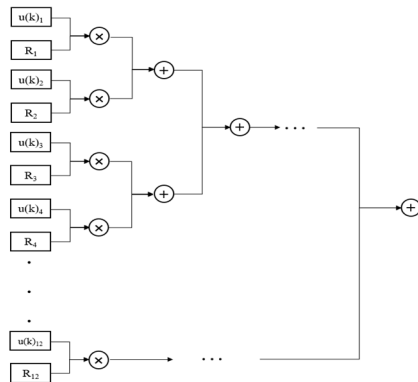 u(k)₁
R₁
×
u(k)₂
R₂
×
+
u(k)₃
R₃
×
u(k)₄
R₄
×
+
+
...
+
.
.
.
u(k)₁₂
R₁₂
×
...